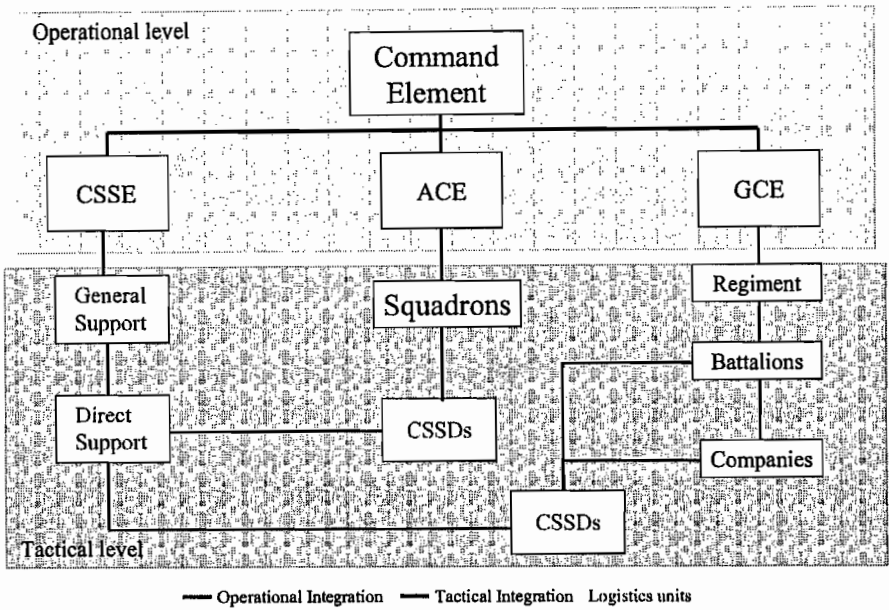 Operational level
Command
Element
CSSE
ACE
GCE
General
Support
Squadrons
Regiment
Battalions
Direct
Support
CSSDs
Companies
CSSDs
Tactical level
Operational Integration Tactical Integration Logistics units